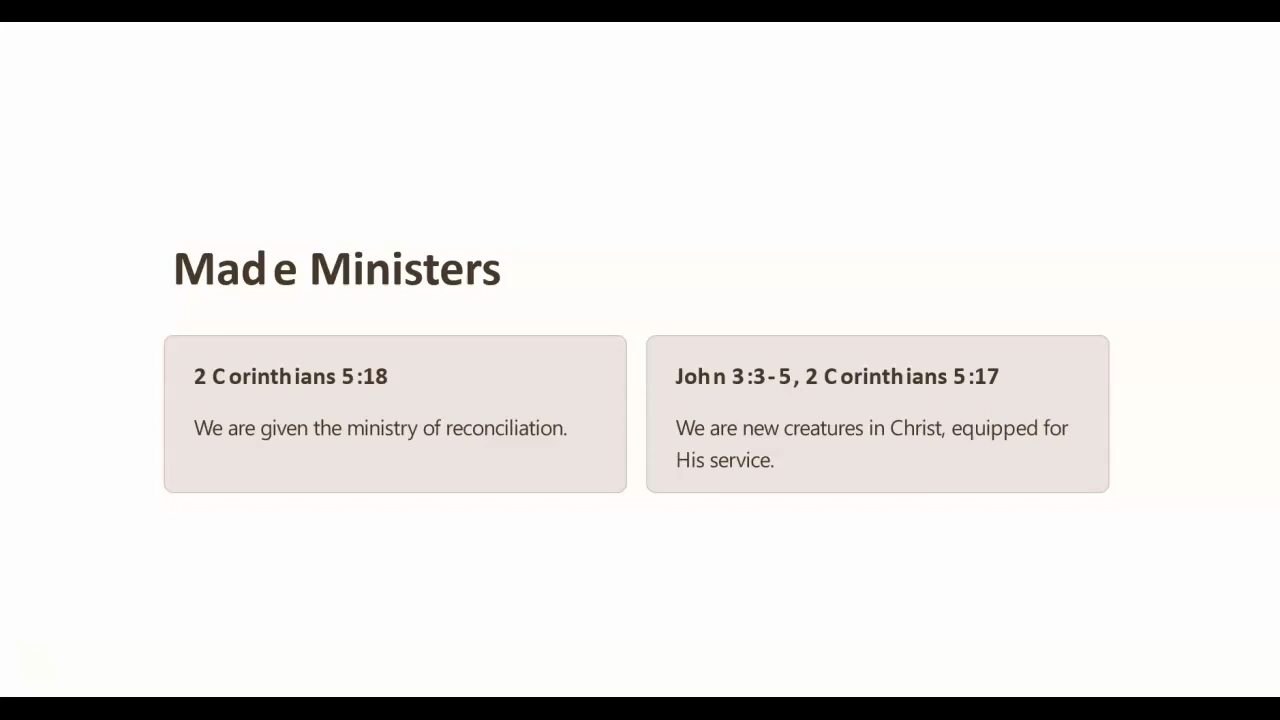 Made Ministers
2 Corinthians 5:18
We are given the ministry of reconciliation.
John 3:3-5, 2 Corinthians 5:17
We are new creatures in Christ, equipped for
His service.